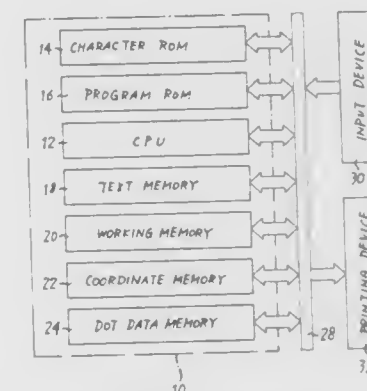 14 CHARACTER ROM
16 PROGRAM ROM
12 CPU
18 TEXT MEMORY
20 WORKING MEMORY
22 COORDINATE MEMORY
24 DOT DATA MEMORY
10
28
INPUT DEVICE
30
PRINTING DEVICE